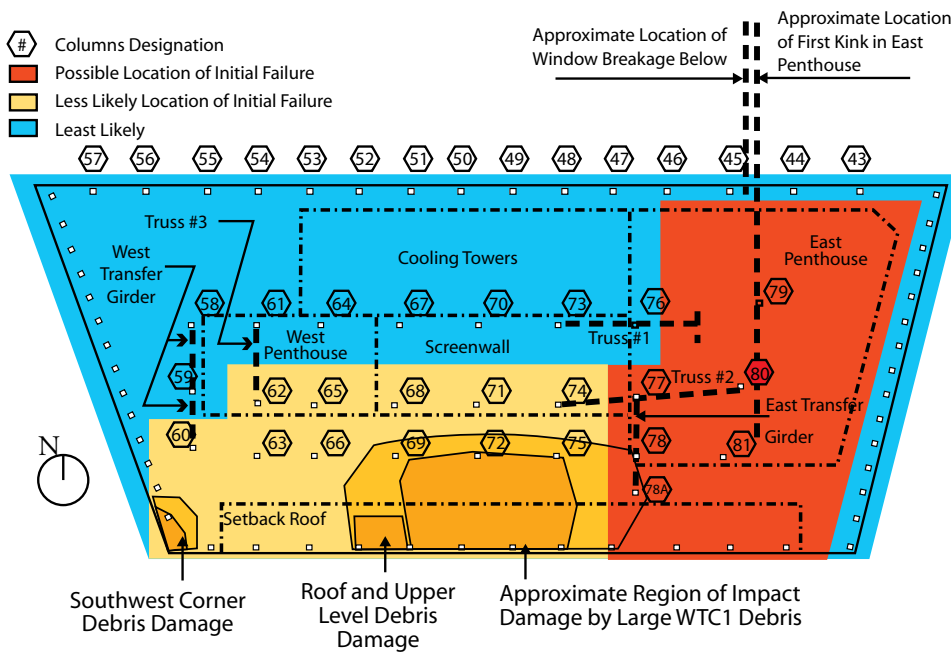 # Columns Designation
Possible Location of Initial Failure
Less Likely Location of Initial Failure
Least Likely
Approximate Location of
Window Breakage Below
Approximate Location
of First Kink in East
Penthouse
57 56 55 54 53 52 51 50 49 48 47 46 45 44 43
Truss #3
West
Transfer
Girder
Cooling Towers
East
Penthouse
58 61 64 67 70 73 76 79
West
Penthouse
Screenwall
Truss #1
59 62 65 68 71 74 77 Truss #2 80
East Transfer
Girder
60 63 66 69 72 75 78 81
78A
N
Setback Roof
Southwest Corner
Debris Damage
Roof and Upper
Level Debris
Damage
Approximate Region of Impact
Damage by Large WTC1 Debris